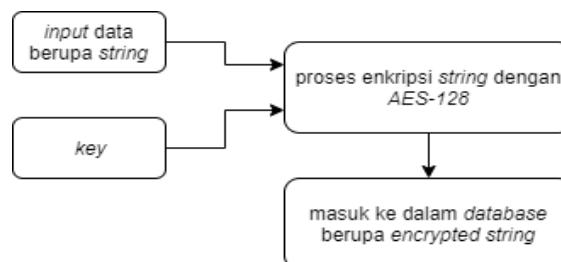 input data
berupa string
key
proses enkripsi string dengan
AES-128
masuk ke dalam database
berupa encrypted string